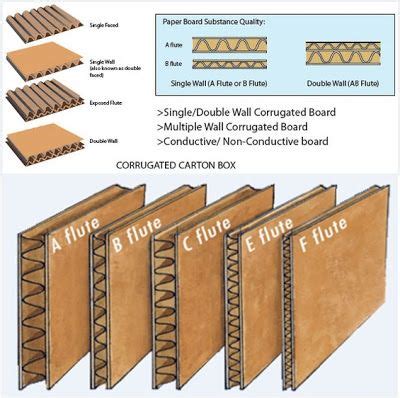 Single Faced
Single Wall
(also known as double
faced)
Exposed Flute
Double Wall
Paper Board Substance Quality:
A flute
B flute
Single Wall (A Flute or B Flute)
Double Wall (AB Flute)
>Single/Double Wall Corrugated Board
>Multiple Wall Corrugated Board
>Conductive/ Non-Conductive board
CORRUGATED CARTON BOX
A flute
B flute
C flute
E flute
F flute